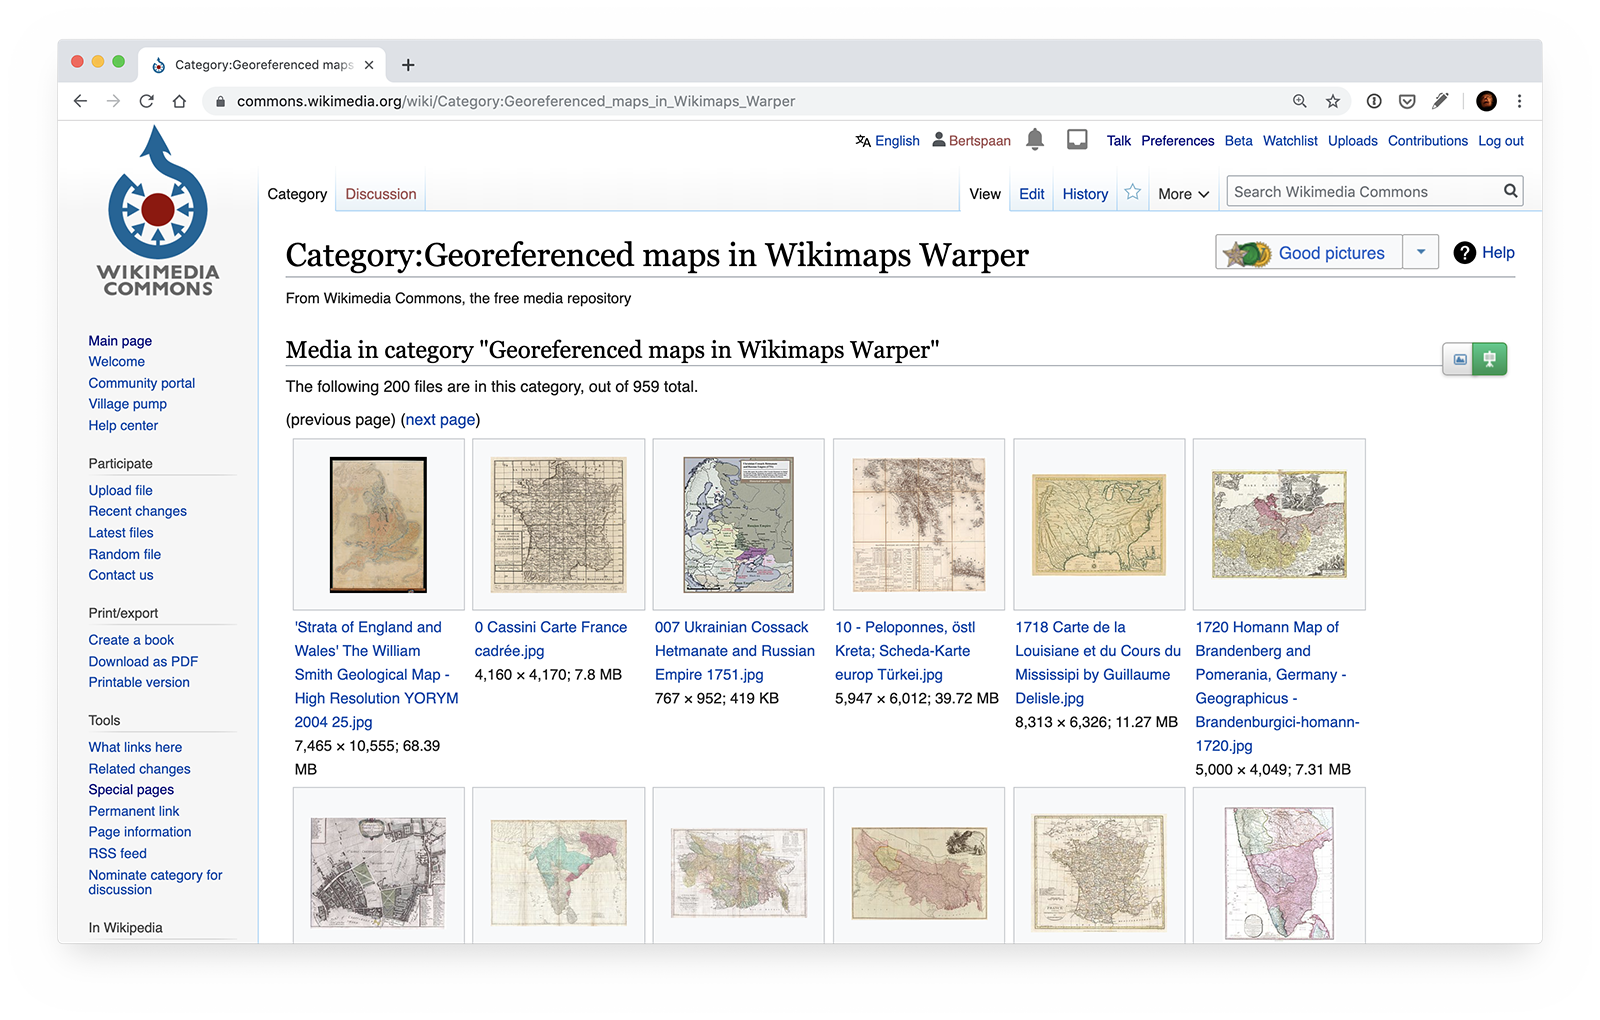 Category:Georeferenced maps
commons.wikimedia.org/wiki/Category:Georeferenced_maps_in_Wikimaps_Warper
English Bertspaan Talk Preferences Beta Watchlist Uploads Contributions Log out
Category Discussion View Edit History More Search Wikimedia Commons
WIKIMEDIA
COMMONS
Main page
Welcome
Community portal
Village pump
Help center
Participate
Upload file
Recent changes
Latest files
Random file
Contact us
Print/export
Create a book
Download as PDF
Printable version
Tools
What links here
Related changes
Special pages
Permanent link
Page information
RSS feed
Nominate category for
discussion
In Wikipedia
Category:Georeferenced maps in Wikimaps Warper
Good pictures
Help
From Wikimedia Commons, the free media repository
Media in category "Georeferenced maps in Wikimaps Warper"
The following 200 files are in this category, out of 959 total.
(previous page) (next page)
'Strata of England and
Wales' The William
Smith Geological Map -
High Resolution YORYM
2004 25.jpg
7,465 × 10,555; 68.39
MB
0 Cassini Carte France
cadrée.jpg
4,160 × 4,170; 7.8 MB
007 Ukrainian Cossack
Hetmanate and Russian
Empire 1751.jpg
767 × 952; 419 KB
10 - Peloponnes, östl
Kreta; Scheda-Karte
europ Türkei.jpg
5,947 × 6,012; 39.72 MB
1718 Carte de la
Louisiane et du Cours du
Mississipi by Guillaume
Delisle.jpg
8,313 × 6,326; 11.27 MB
1720 Homann Map of
Brandenberg and
Pomerania, Germany -
Geographicus -
Brandenburgici-homann-
1720.jpg
5,000 × 4,049; 7.31 MB